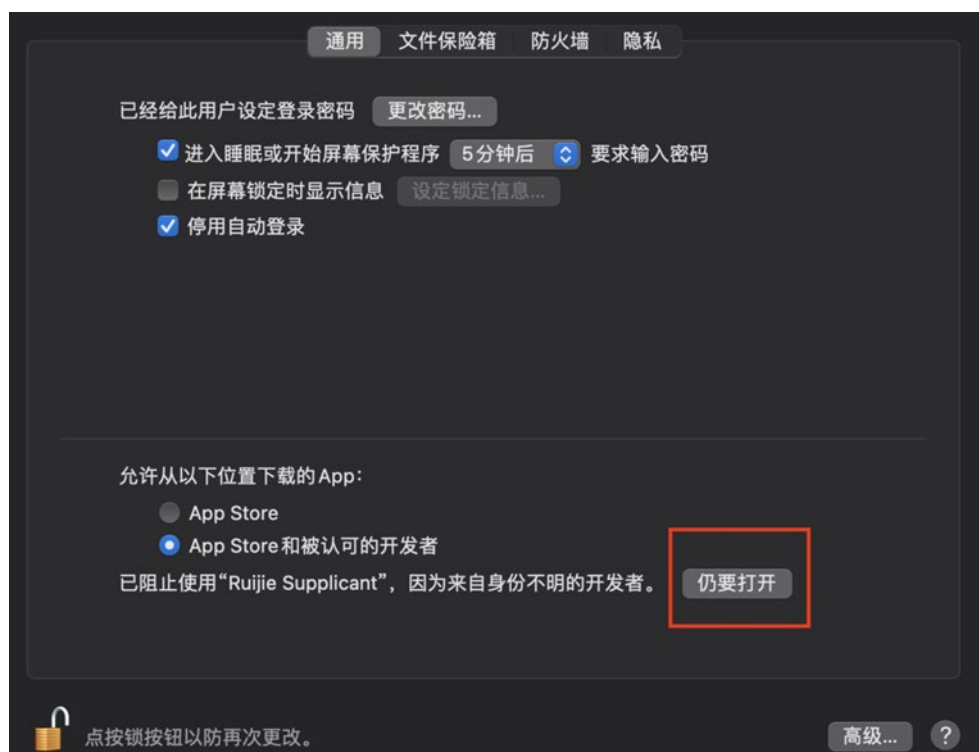 通用 文件保险箱 防火墙 隐私
已经给此用户设定登录密码 更改密码...
进入睡眠或开始屏幕保护程序 5分钟后 要求输入密码
在屏幕锁定时显示信息 设定锁定信息...
停用自动登录
允许从以下位置下载的App：
App Store
App Store和被认可的开发者
已阻止使用“Ruijie Supplicant”，因为来自身份不明的开发者。 仍要打开
点按锁按钮以防再次更改。 高级... ?